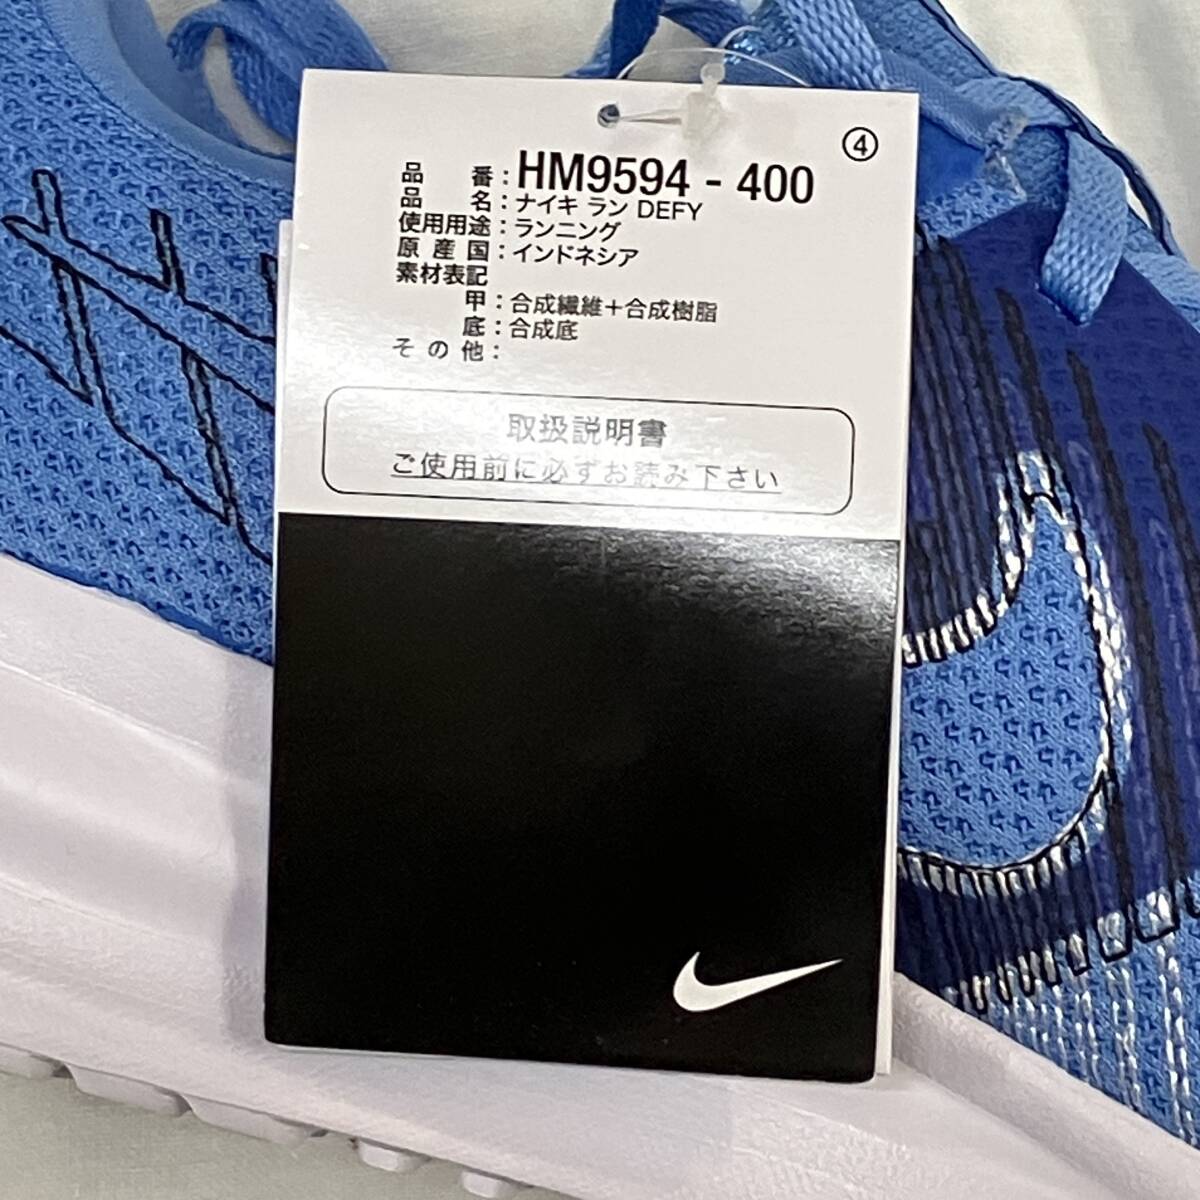 ④
品 番：HM9594 - 400
品 名：ナイキ ラン DEFY
使用用途：ランニング
原 産 国：インドネシア
素材表記
甲：合成繊維＋合成樹脂
底：合成底
そ の 他：
取扱説明書
ご使用前に必ずお読み下さい